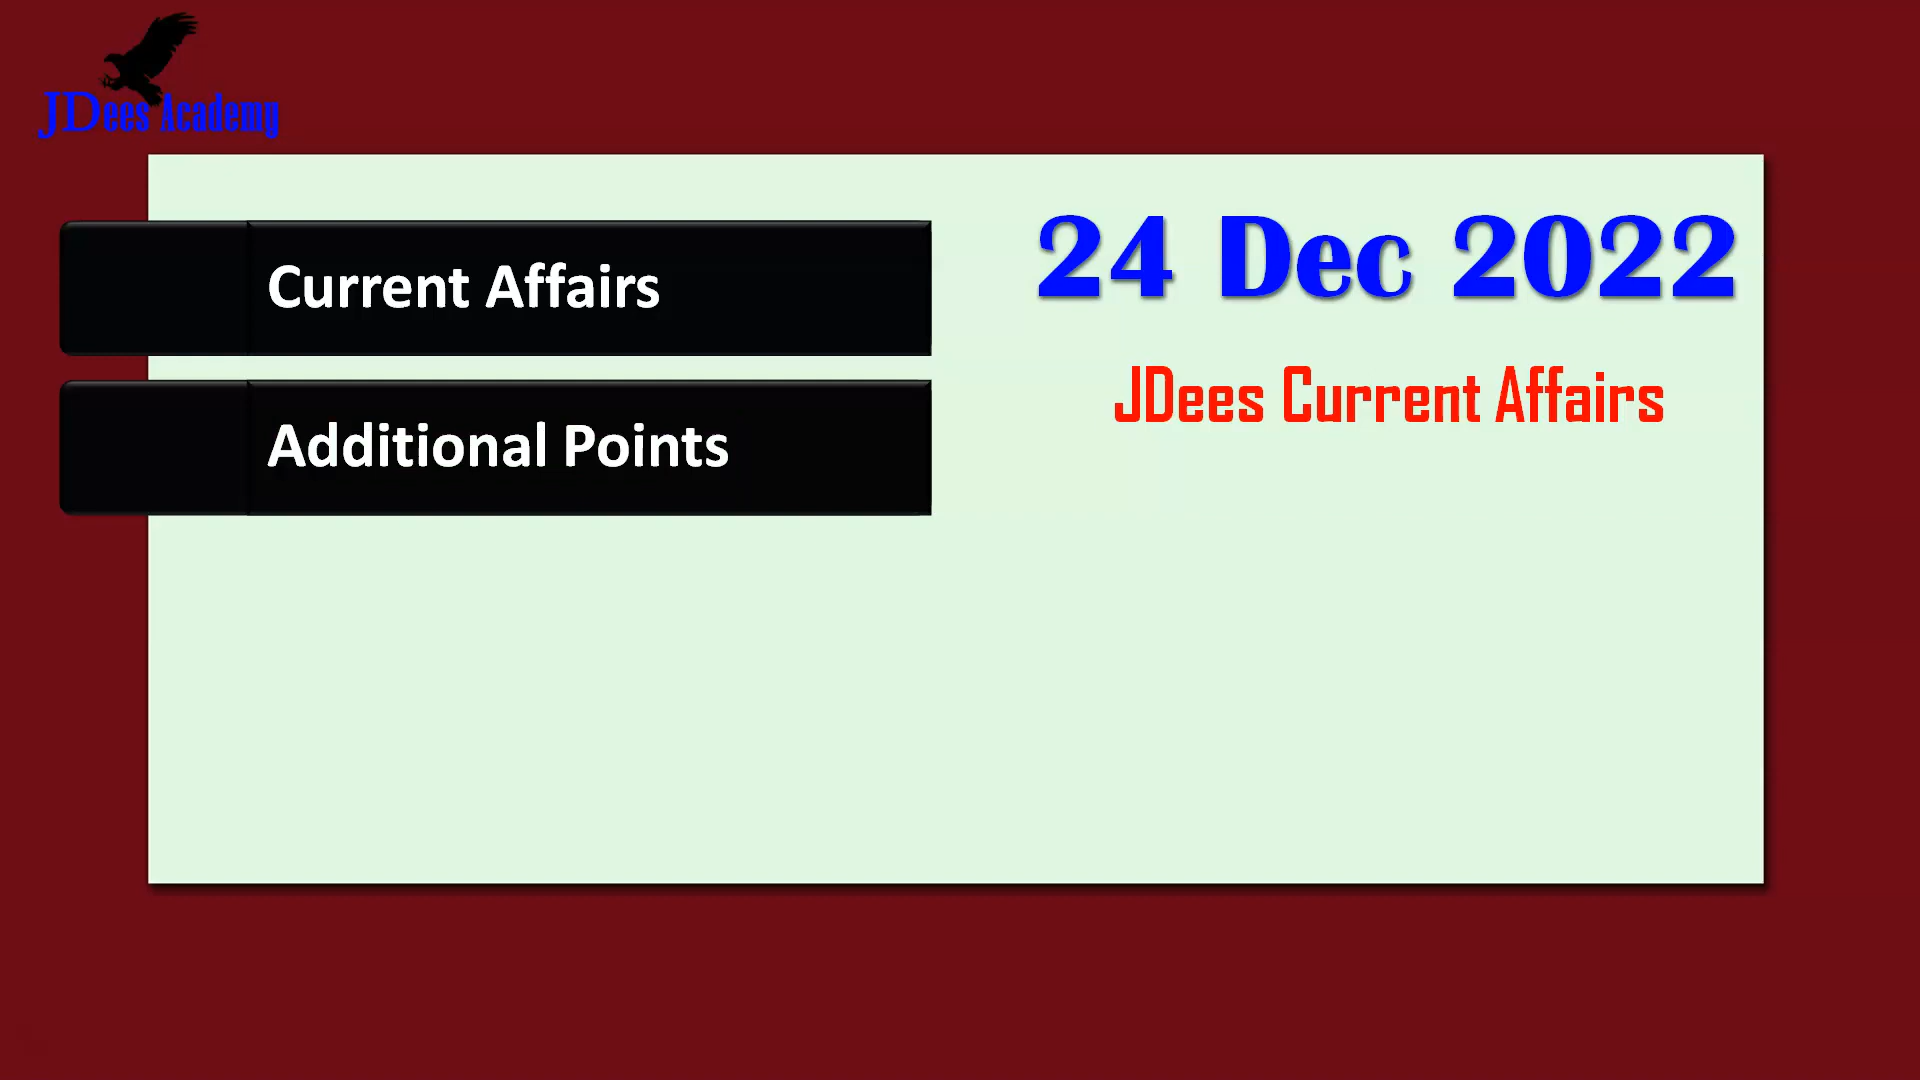 JDees Academy
Current Affairs
Additional Points
24 Dec 2022
JDees Current Affairs